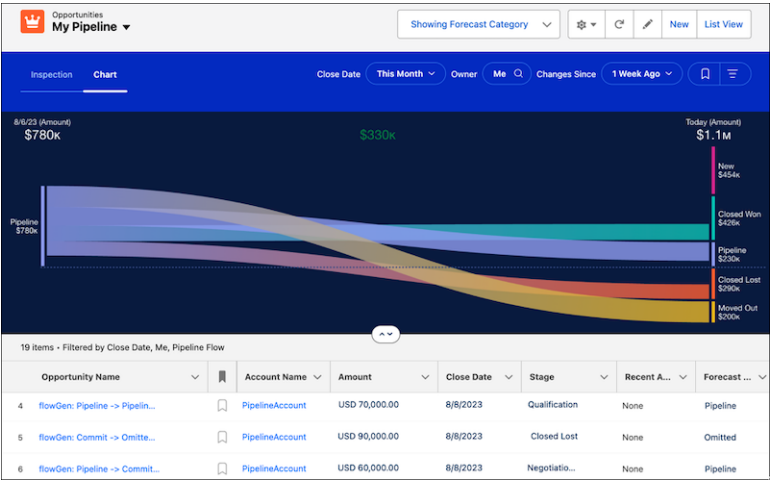 Opportunities
My Pipeline
Showing Forecast Category
New
List View
Inspection
Chart
Close Date
This Month
Owner
Me
Changes Since
1 Week Ago
8/6/23 (Amount)
$780K
$330K
Today (Amount)
$1.1M
New
$454K
Closed Won
$426K
Pipeline
$780K
Pipeline
$230K
Closed Lost
$290K
Moved Out
$200K
19 items • Filtered by Close Date, Me, Pipeline Flow
Opportunity Name
Account Name
Amount
Close Date
Stage
Recent A...
Forecast ...
4 flowGen: Pipeline -> Pipelin... PipelineAccount USD 70,000.00 8/8/2023 Qualification None Pipeline
5 flowGen: Commit -> Omitte... PipelineAccount USD 90,000.00 8/8/2023 Closed Lost None Omitted
6 flowGen: Pipeline -> Commit... PipelineAccount USD 60,000.00 8/8/2023 Negotiatio... None Pipeline